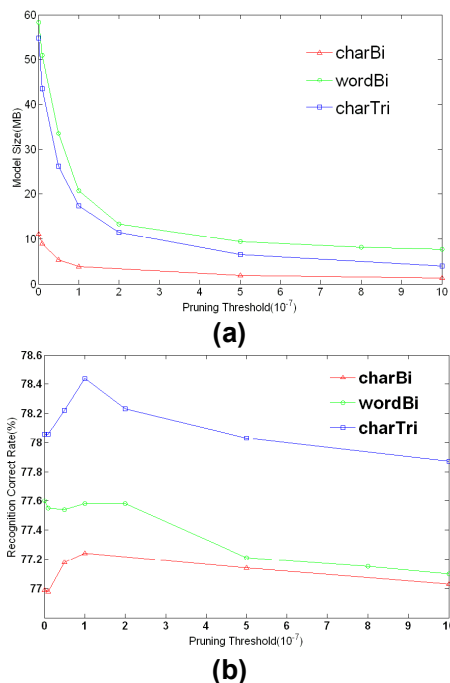 60
50
40
30
20
10
0
Model Size(MB)
charBi
wordBi
charTri
0 1 2 3 4 5 6 7 8 9 10
Pruning Threshold(10⁻⁷)
(a)
78.6
78.4
78.2
78
77.8
77.6
77.4
77.2
77
Recognition Correct Rate(%)
charBi
wordBi
charTri
0 1 2 3 4 5 6 7 8 9 10
Pruning Threshold(10⁻⁷)
(b)